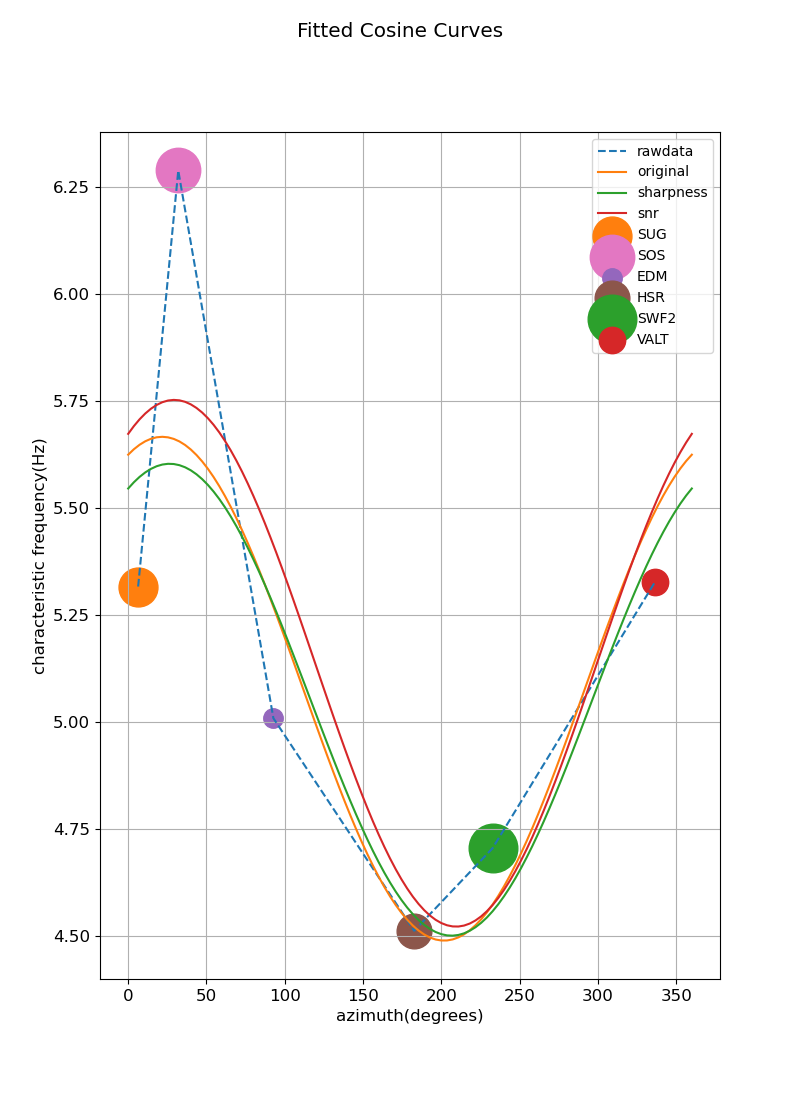 Fitted Cosine Curves
6.25
6.00
5.75
5.50
5.25
5.00
4.75
4.50
characteristic frequency(Hz)
0 50 100 150 200 250 300 350
azimuth(degrees)
rawdata
original
sharpness
snr
SUG
SOS
EDM
HSR
SWF2
VALT